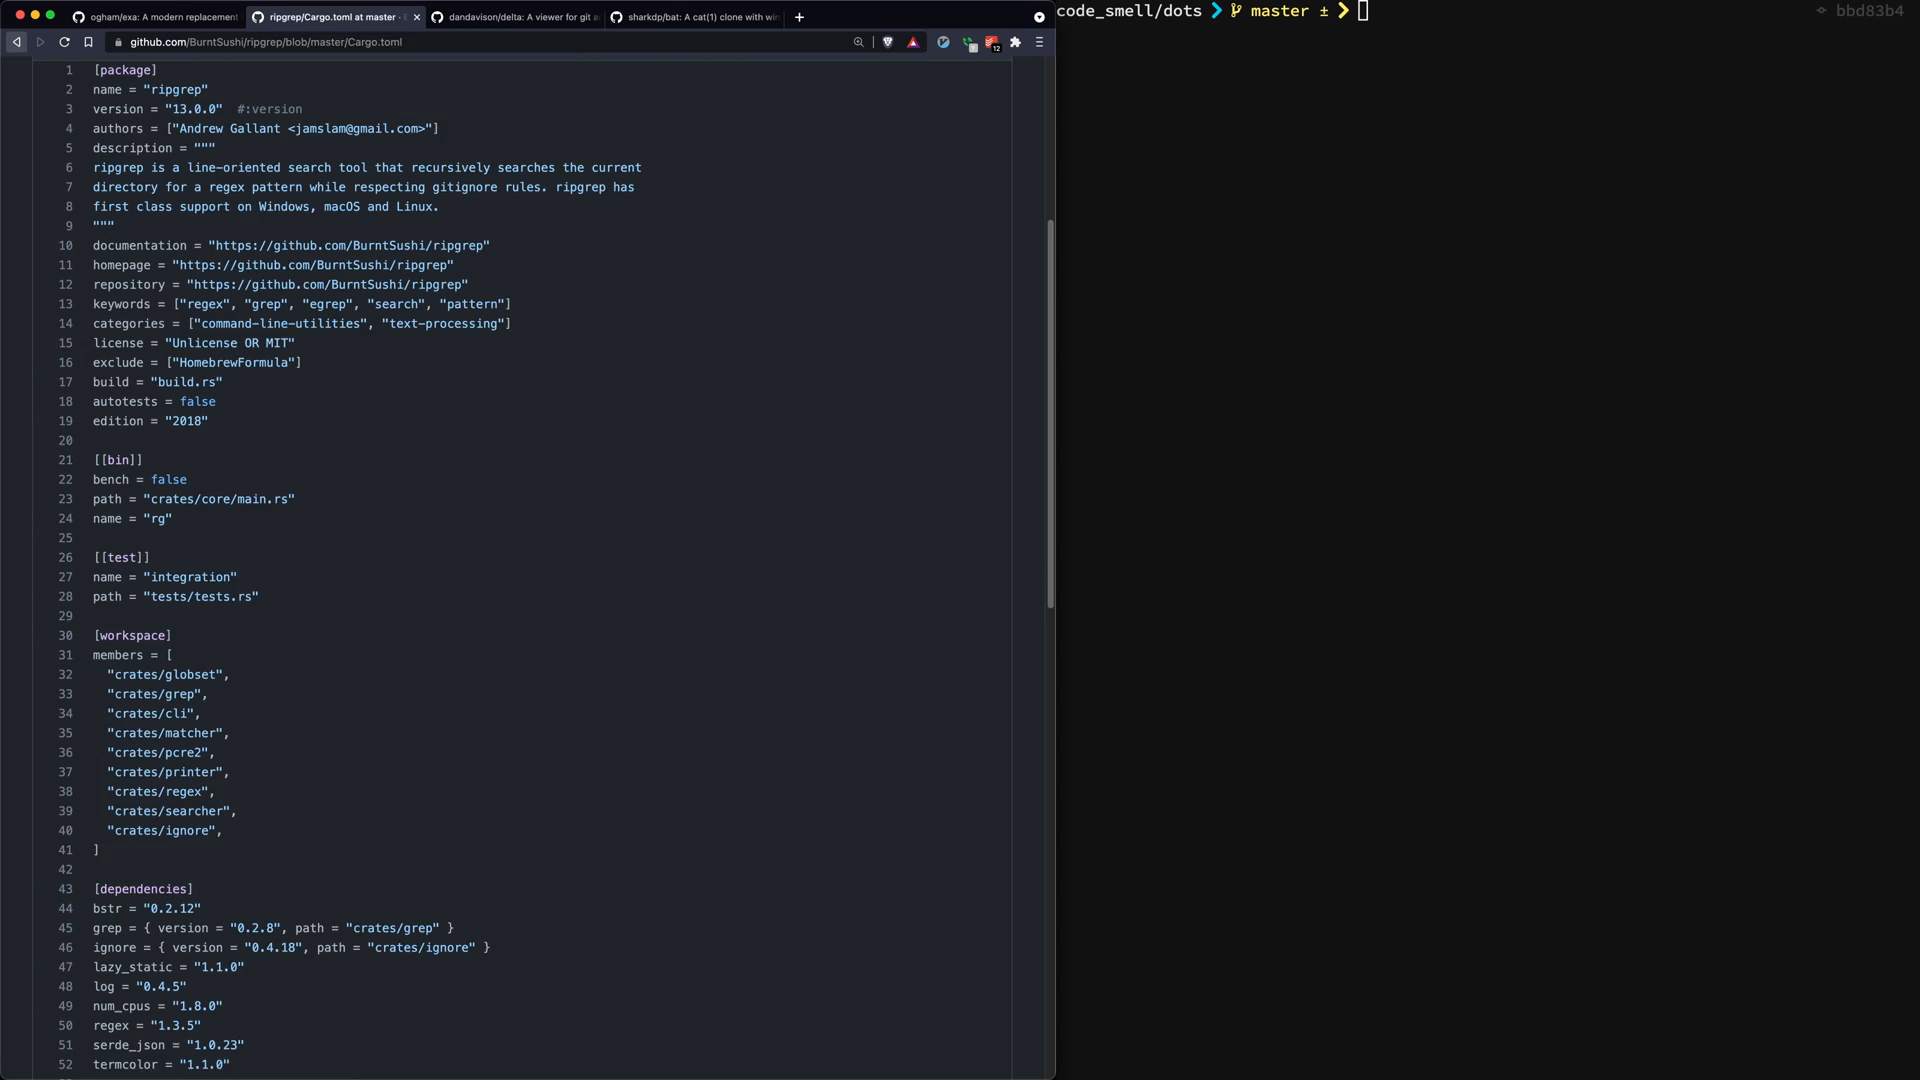 ogham/exa: A modern replacement
ripgrep/Cargo.toml at master ·
dandavison/delta: A viewer for git a
sharkdp/bat: A cat(1) clone with win
github.com/BurntSushi/ripgrep/blob/master/Cargo.toml
12
1 [package]
2 name = "ripgrep"
3 version = "13.0.0"  #:version
4 authors = ["Andrew Gallant <jamslam@gmail.com>"]
5 description = """
6 ripgrep is a line-oriented search tool that recursively searches the current
7 directory for a regex pattern while respecting gitignore rules. ripgrep has
8 first class support on Windows, macOS and Linux.
9 """
10 documentation = "https://github.com/BurntSushi/ripgrep"
11 homepage = "https://github.com/BurntSushi/ripgrep"
12 repository = "https://github.com/BurntSushi/ripgrep"
13 keywords = ["regex", "grep", "egrep", "search", "pattern"]
14 categories = ["command-line-utilities", "text-processing"]
15 license = "Unlicense OR MIT"
16 exclude = ["HomebrewFormula"]
17 build = "build.rs"
18 autotests = false
19 edition = "2018"
20
21 [[bin]]
22 bench = false
23 path = "crates/core/main.rs"
24 name = "rg"
25
26 [[test]]
27 name = "integration"
28 path = "tests/tests.rs"
29
30 [workspace]
31 members = [
32   "crates/globset",
33   "crates/grep",
34   "crates/cli",
35   "crates/matcher",
36   "crates/pcre2",
37   "crates/printer",
38   "crates/regex",
39   "crates/searcher",
40   "crates/ignore",
41 ]
42
43 [dependencies]
44 bstr = "0.2.12"
45 grep = { version = "0.2.8", path = "crates/grep" }
46 ignore = { version = "0.4.18", path = "crates/ignore" }
47 lazy_static = "1.1.0"
48 log = "0.4.5"
49 num_cpus = "1.8.0"
50 regex = "1.3.5"
51 serde_json = "1.0.23"
52 termcolor = "1.1.0"
code_smell/dots master ±
bbd83b4